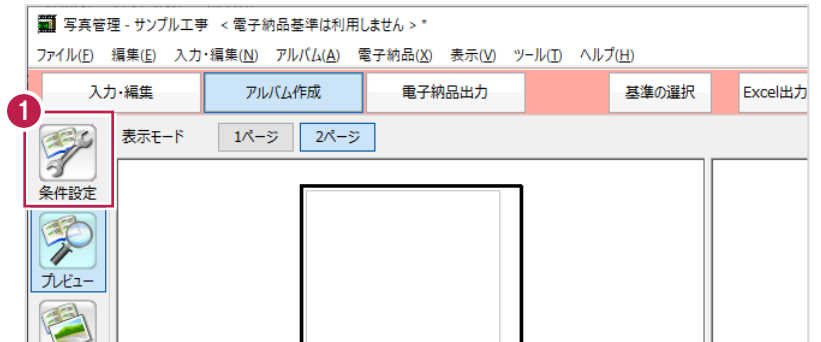 写真管理 - サンプル工事 < 電子納品基準は利用しません > *
ファイル(F) 編集(E) 入力・編集(N) アルバム(A) 電子納品(X) 表示(V) ツール(T) ヘルプ(H)
入力・編集 アルバム作成 電子納品出力 基準の選択 Excel出力
1
表示モード 1ページ 2ページ
条件設定
プレビュー